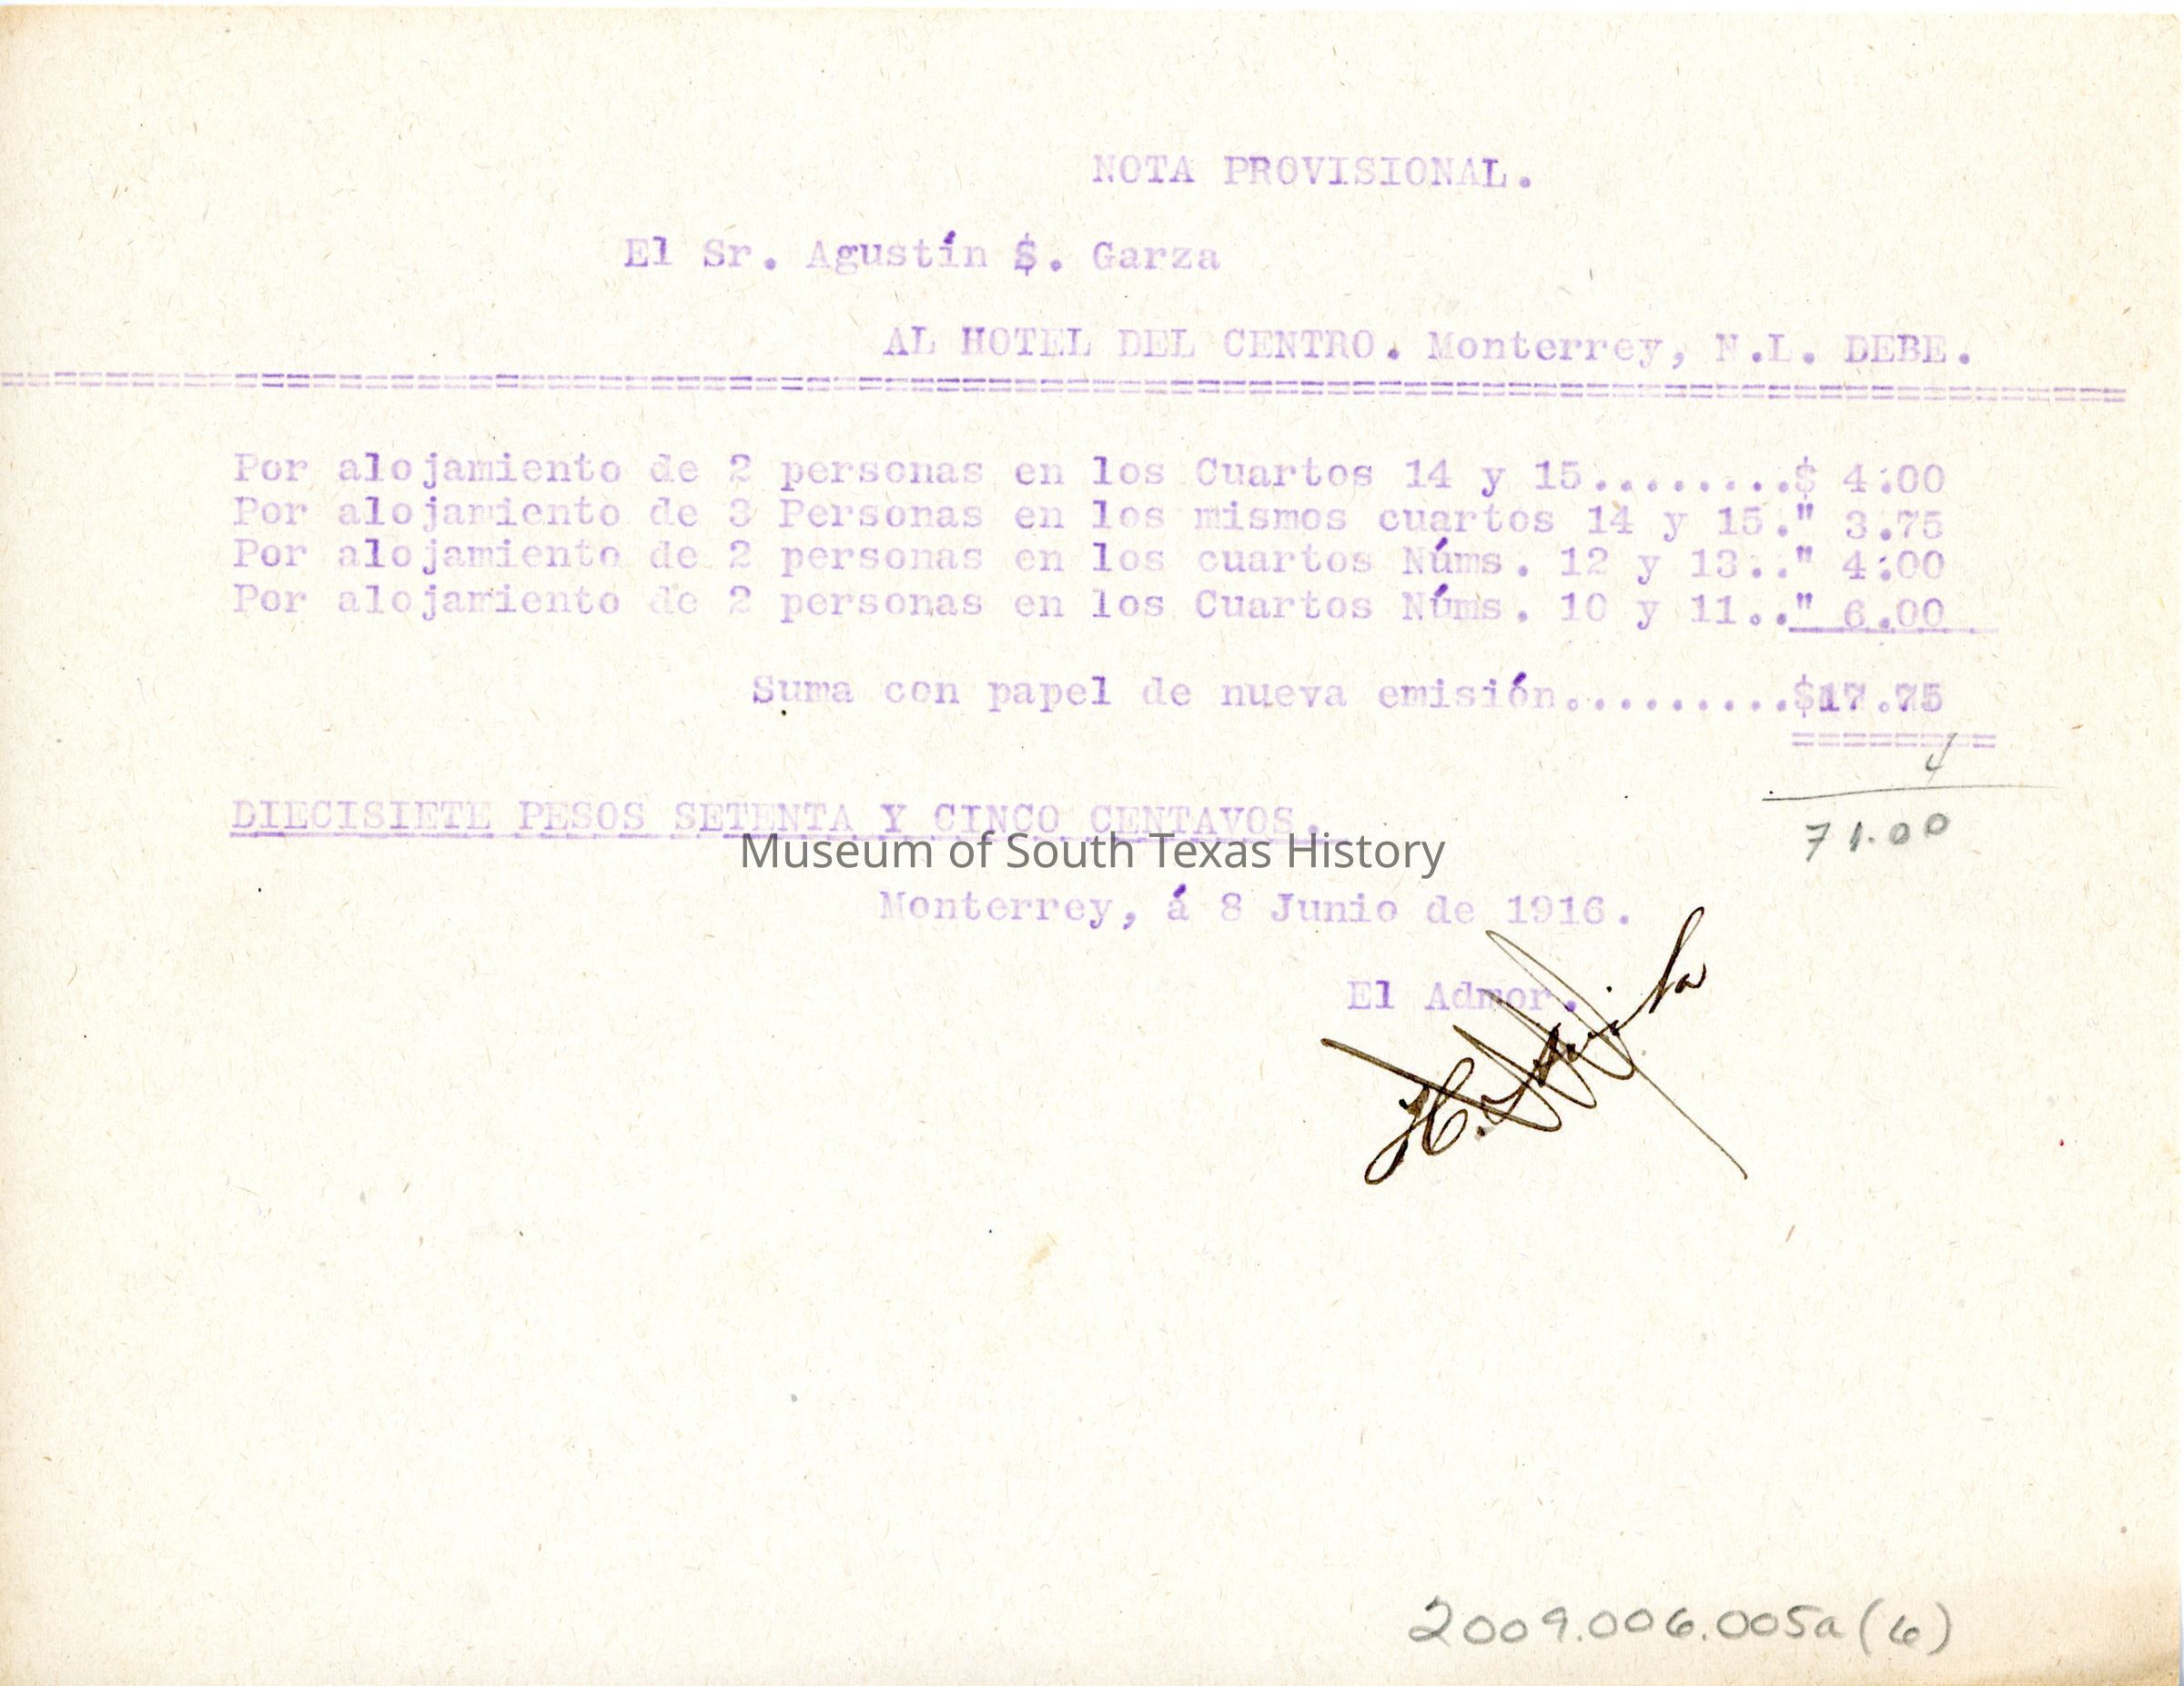 NOTA PROVISIONAL.
El Sr. Agustín $. Garza
AL HOTEL DEL CENTRO. Monterrey, N.L. DEBE.
Por alojamiento de 2 personas en los Cuartos 14 y 15........$ 4.00
Por alojamiento de 3 Personas en los mismos cuartos 14 y 15." 3.75
Por alojamiento de 2 personas en los cuartos Núms. 12 y 13.." 4.00
Por alojamiento de 2 personas en los Cuartos Núms. 10 y 11.." 6.00
Suma con papel de nueva emisión.........$17.75
4
71.00
DIECISIETE PESOS SETENTA Y CINCO CENTAVOS.
Museum of South Texas History
Monterrey, á 8 Junio de 1916.
El Admor.
2009.006.005a(6)